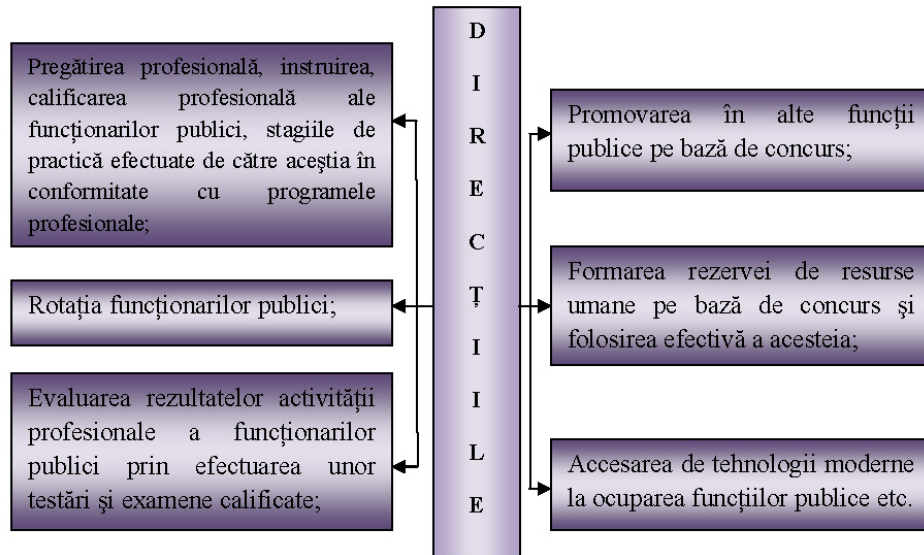 Pregătirea profesională, instruirea,
calificarea profesională ale
funcționarilor publici, stagiile de
practică efectuate de către aceştia în
conformitate cu programele
profesionale;
Rotația funcționarilor publici;
Evaluarea rezultatelor activității
profesionale a funcționarilor
publici prin efectuarea unor
testări şi examene calificate;
D
I
R
E
C
Ț
I
I
L
E
Promovarea în alte funcții
publice pe bază de concurs;
Formarea rezervei de resurse
umane pe bază de concurs şi
folosirea efectivă a acesteia;
Accesarea de tehnologii moderne
la ocuparea funcțiilor publice etc.